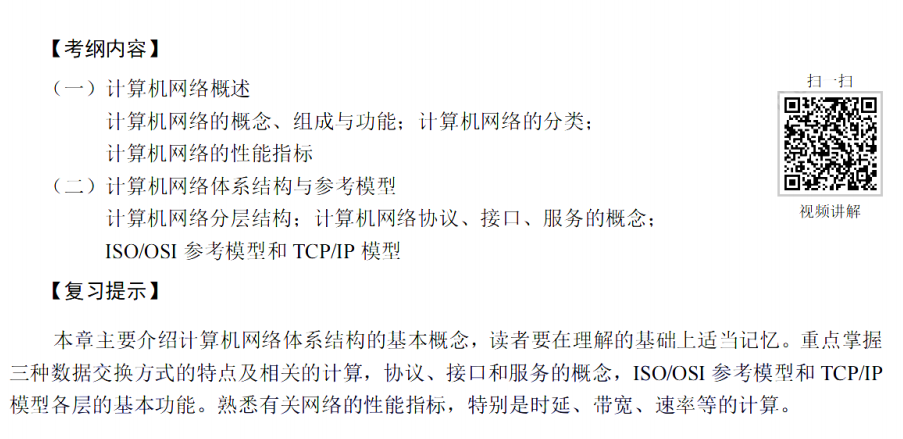 【考纲内容】
（一）计算机网络概述
计算机网络的概念、组成与功能；计算机网络的分类；
计算机网络的性能指标
（二）计算机网络体系结构与参考模型
计算机网络分层结构；计算机网络协议、接口、服务的概念；
ISO/OSI 参考模型和 TCP/IP 模型
扫一扫
视频讲解
【复习提示】
本章主要介绍计算机网络体系结构的基本概念，读者要在理解的基础上适当记忆。重点掌握
三种数据交换方式的特点及相关的计算，协议、接口和服务的概念，ISO/OSI 参考模型和 TCP/IP
模型各层的基本功能。熟悉有关网络的性能指标，特别是时延、带宽、速率等的计算。